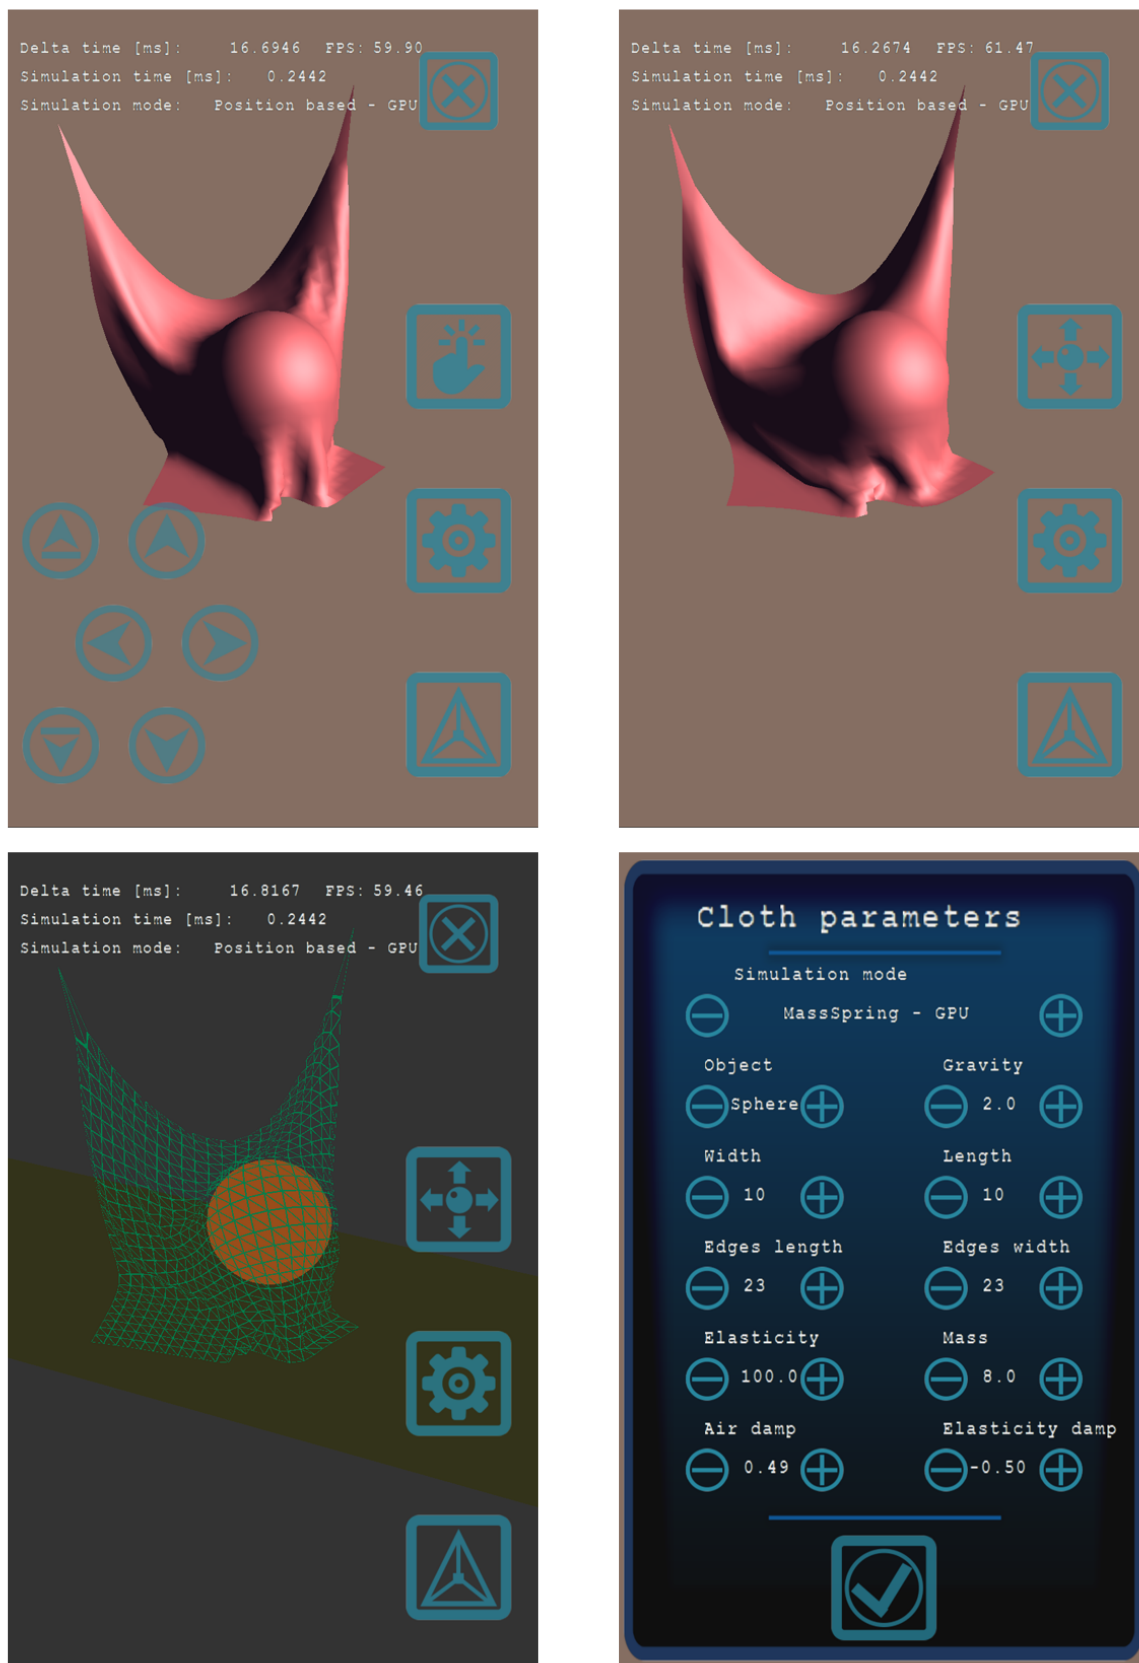 Delta time [ms]: 16.6946 FPS: 59.90
Simulation time [ms]: 0.2442
Simulation mode: Position based - GPU
Delta time [ms]: 16.2674 FPS: 61.47
Simulation time [ms]: 0.2442
Simulation mode: Position based - GPU
Delta time [ms]: 16.8167 FPS: 59.46
Simulation time [ms]: 0.2442
Simulation mode: Position based - GPU
Cloth parameters
Simulation mode
MassSpring - GPU
Object Gravity
Sphere 2.0
Width Length
10 10
Edges length Edges width
23 23
Elasticity Mass
100.0 8.0
Air damp Elasticity damp
0.49 -0.50